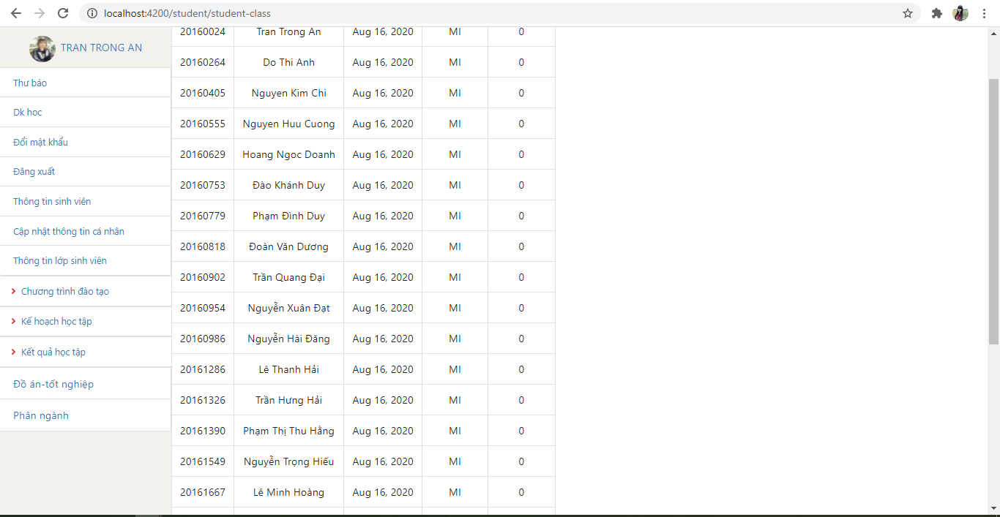 localhost:4200/student/student-class
TRAN TRONG AN
Thư báo
Dk hoc
Đổi mật khẩu
Đăng xuất
Thông tin sinh viên
Cập nhật thông tin cá nhân
Thông tin lớp sinh viên
Chương trình đào tạo
Kế hoạch học tập
Kết quả học tập
Đồ án-tốt nghiệp
Phân ngành
20160024 Tran Trong An Aug 16, 2020 MI 0
20160264 Do Thi Anh Aug 16, 2020 MI 0
20160405 Nguyen Kim Chi Aug 16, 2020 MI 0
20160555 Nguyen Huu Cuong Aug 16, 2020 MI 0
20160629 Hoang Ngoc Doanh Aug 16, 2020 MI 0
20160753 Đào Khánh Duy Aug 16, 2020 MI 0
20160779 Phạm Đình Duy Aug 16, 2020 MI 0
20160818 Đoàn Văn Dương Aug 16, 2020 MI 0
20160902 Trần Quang Đại Aug 16, 2020 MI 0
20160954 Nguyễn Xuân Đạt Aug 16, 2020 MI 0
20160986 Nguyễn Hài Đăng Aug 16, 2020 MI 0
20161286 Lê Thanh Hải Aug 16, 2020 MI 0
20161326 Trần Hưng Hải Aug 16, 2020 MI 0
20161390 Phạm Thị Thu Hằng Aug 16, 2020 MI 0
20161549 Nguyễn Trọng Hiếu Aug 16, 2020 MI 0
20161667 Lê Minh Hoàng Aug 16, 2020 MI 0